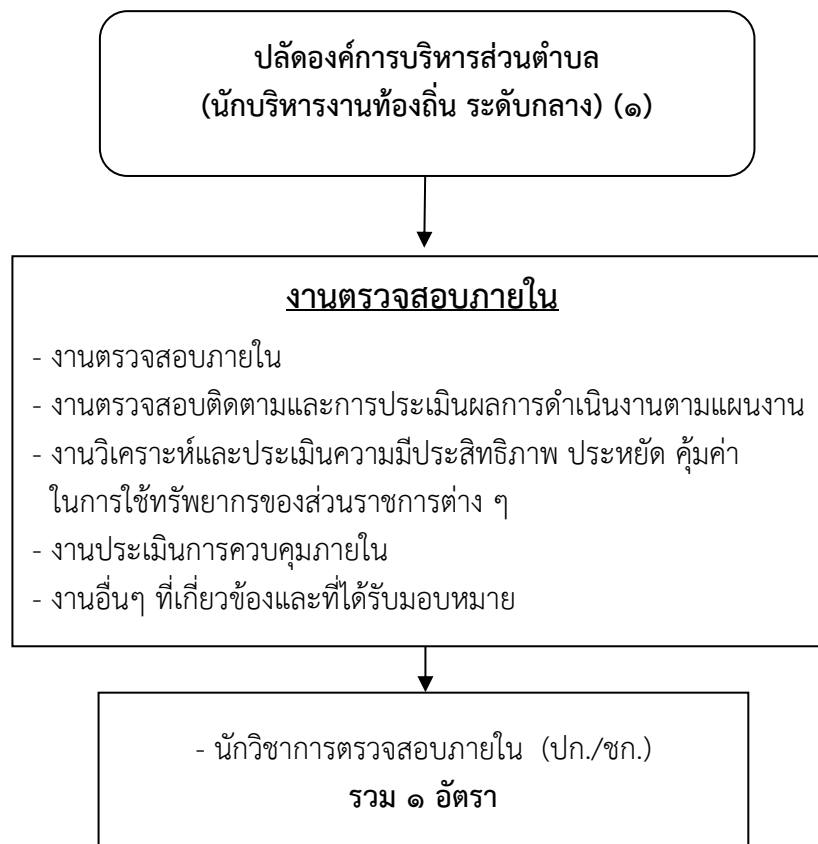 ปลัดองค์การบริหารส่วนตำบล
(นักบริหารงานท้องถิ่น ระดับกลาง) (๑)
งานตรวจสอบภายใน
- งานตรวจสอบภายใน
- งานตรวจสอบติดตามและการประเมินผลการดำเนินงานตามแผนงาน
- งานวิเคราะห์และประเมินความมีประสิทธิภาพ ประหยัด คุ้มค่า
ในการใช้ทรัพยากรของส่วนราชการต่าง ๆ
- งานประเมินการควบคุมภายใน
- งานอื่นๆ ที่เกี่ยวข้องและที่ได้รับมอบหมาย
- นักวิชาการตรวจสอบภายใน (ปก./ชก.)
รวม ๑ อัตรา